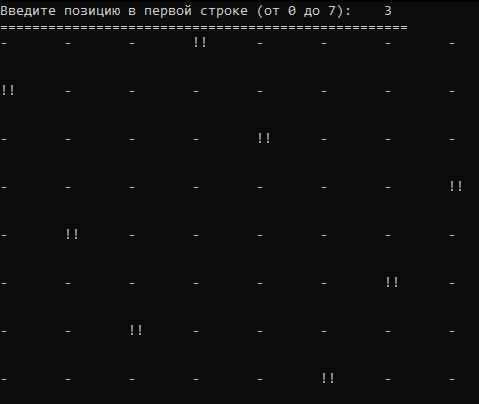 Введите позицию в первой строке (от 0 до 7):    3
===================================================
-       -       -       !!      -       -       -       -
!!      -       -       -       -       -       -       -
-       -       -       -       !!      -       -       -
-       -       -       -       -       -       -       !!
-       !!      -       -       -       -       -       -
-       -       -       -       -       -       !!      -
-       -       !!      -       -       -       -       -
-       -       -       -       -       !!      -       -